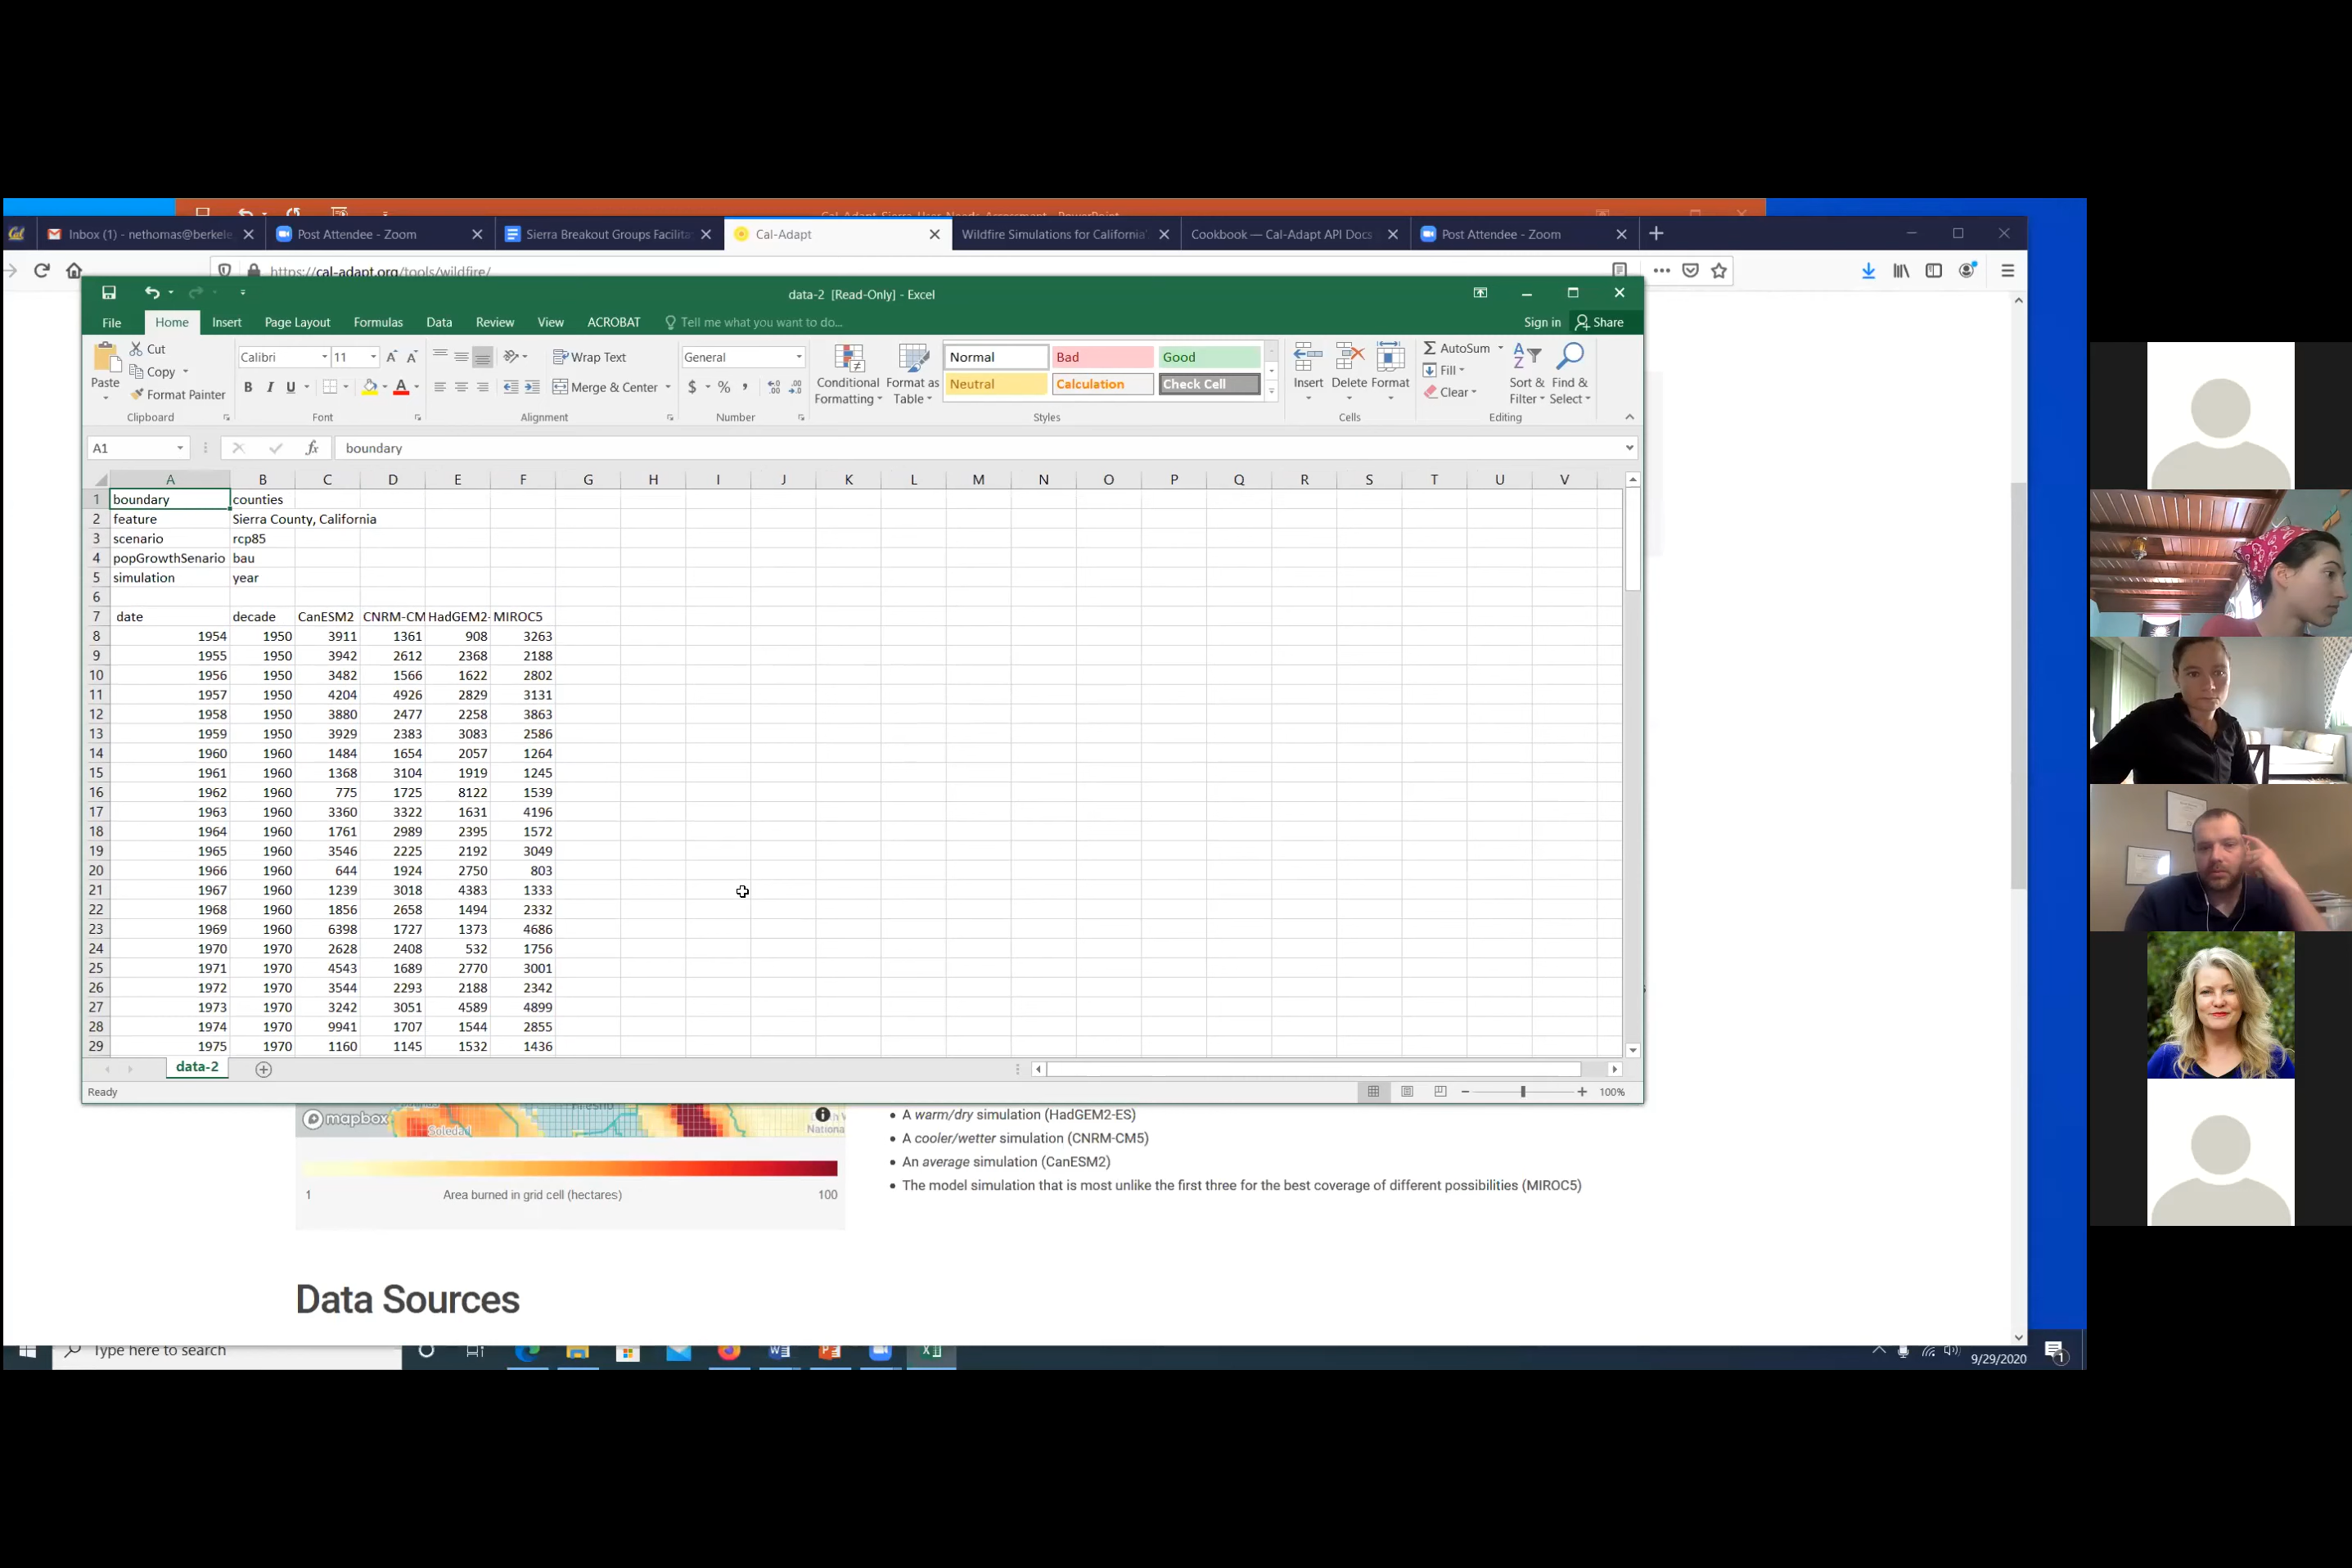 Cal-Adapt Sierra User Needs Assessment - PowerPoint
Cal
Inbox (1) - nethomas@berkele
Post Attendee - Zoom
Sierra Breakout Groups Facilita
Cal-Adapt
Wildfire Simulations for California'
Cookbook — Cal-Adapt API Docs
Post Attendee - Zoom
https://cal-adapt.org/tools/wildfire/
data-2 [Read-Only] - Excel
File Home Insert Page Layout Formulas Data Review View ACROBAT Tell me what you want to do... Sign in Share
Paste Cut Copy Format Painter
Calibri 11
B I U A
Wrap Text
Merge & Center
General
$ % ,
Conditional Formatting
Format as Table
Normal Bad Good
Neutral Calculation Check Cell
Insert Delete Format
AutoSum
Fill
Clear
Sort & Filter
Find & Select
Clipboard Font Alignment Number Styles Cells Editing
A1 fx boundary
A B C D E F G H I J K L M N O P Q R S T U V
1 boundary counties
2 feature Sierra County, California
3 scenario rcp85
4 popGrowthSenario bau
5 simulation year
6
7 date decade CanESM2 CNRM-CM HadGEM2- MIROC5
8 1954 1950 3911 1361 908 3263
9 1955 1950 3942 2612 2368 2188
10 1956 1950 3482 1566 1622 2802
11 1957 1950 4204 4926 2829 3131
12 1958 1950 3880 2477 2258 3863
13 1959 1950 3929 2383 3083 2586
14 1960 1960 1484 1654 2057 1264
15 1961 1960 1368 3104 1919 1245
16 1962 1960 775 1725 8122 1539
17 1963 1960 3360 3322 1631 4196
18 1964 1960 1761 2989 2395 1572
19 1965 1960 3546 2225 2192 3049
20 1966 1960 644 1924 2750 803
21 1967 1960 1239 3018 4383 1333
22 1968 1960 1856 2658 1494 2332
23 1969 1960 6398 1727 1373 4686
24 1970 1970 2628 2408 532 1756
25 1971 1970 4543 1689 2770 3001
26 1972 1970 3544 2293 2188 2342
27 1973 1970 3242 3051 4589 4899
28 1974 1970 9941 1707 1544 2855
29 1975 1970 1160 1145 1532 1436
data-2
Ready
100%
mapbox
Soledad
Fresno
Nationa
1 Area burned in grid cell (hectares) 100
• A warm/dry simulation (HadGEM2-ES)
• A cooler/wetter simulation (CNRM-CM5)
• An average simulation (CanESM2)
• The model simulation that is most unlike the first three for the best coverage of different possibilities (MIROC5)
Data Sources
Type here to search
9/29/2020
1